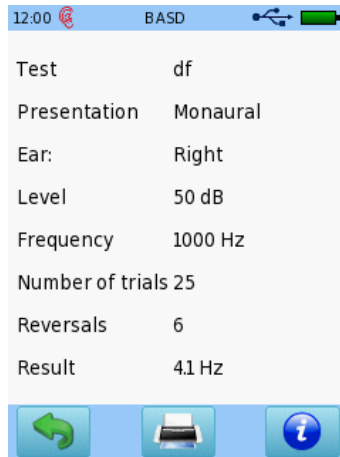 12:00 BASD
Test df
Presentation Monaural
Ear: Right
Level 50 dB
Frequency 1000 Hz
Number of trials 25
Reversals 6
Result 4.1 Hz
i